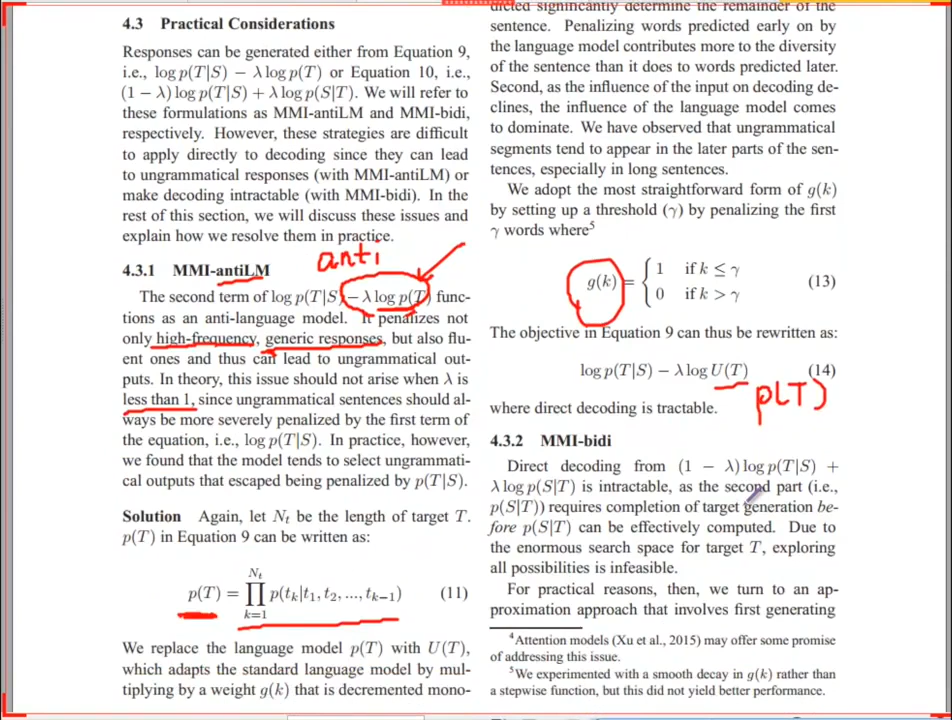 4.3 Practical Considerations
Responses can be generated either from Equation 9,
i.e., log p(T|S) − λ log p(T) or Equation 10, i.e.,
(1 − λ) log p(T|S) + λ log p(S|T). We will refer to
these formulations as MMI-antiLM and MMI-bidi,
respectively. However, these strategies are difficult
to apply directly to decoding since they can lead
to ungrammatical responses (with MMI-antiLM) or
make decoding intractable (with MMI-bidi). In the
rest of this section, we will discuss these issues and
explain how we resolve them in practice.
anti
4.3.1 MMI-antiLM
The second term of log p(T|S) − λ log p(T) func-
tions as an anti-language model. It penalizes not
only high-frequency, generic responses, but also flu-
ent ones and thus can lead to ungrammatical out-
puts. In theory, this issue should not arise when λ is
less than 1, since ungrammatical sentences should al-
ways be more severely penalized by the first term of
the equation, i.e., log p(T|S). In practice, however,
we found that the model tends to select ungrammati-
cal outputs that escaped being penalized by p(T|S).
Solution Again, let Nt be the length of target T.
p(T) in Equation 9 can be written as:
p(T) = ∏ Nt k=1 p(tk|t1, t2, ..., tk−1) (11)
We replace the language model p(T) with U(T),
which adapts the standard language model by mul-
tiplying by a weight g(k) that is decremented mono-
dicted significantly determine the remainder of the
sentence. Penalizing words predicted early on by
the language model contributes more to the diversity
of the sentence than it does to words predicted later.
Second, as the influence of the input on decoding de-
clines, the influence of the language model comes
to dominate. We have observed that ungrammatical
segments tend to appear in the later parts of the sen-
tences, especially in long sentences.
We adopt the most straightforward form of g(k)
by setting up a threshold (γ) by penalizing the first
γ words where5
g(k) = { 1 if k ≤ γ
0 if k > γ (13)
The objective in Equation 9 can thus be rewritten as:
log p(T|S) − λ log U(T) (14)
p(T)
where direct decoding is tractable.
4.3.2 MMI-bidi
Direct decoding from (1 − λ) log p(T|S) +
λ log p(S|T) is intractable, as the second part (i.e.,
p(S|T)) requires completion of target generation be-
fore p(S|T) can be effectively computed. Due to
the enormous search space for target T, exploring
all possibilities is infeasible.
For practical reasons, then, we turn to an ap-
proximation approach that involves first generating
4Attention models (Xu et al., 2015) may offer some promise
of addressing this issue.
5We experimented with a smooth decay in g(k) rather than
a stepwise function, but this did not yield better performance.